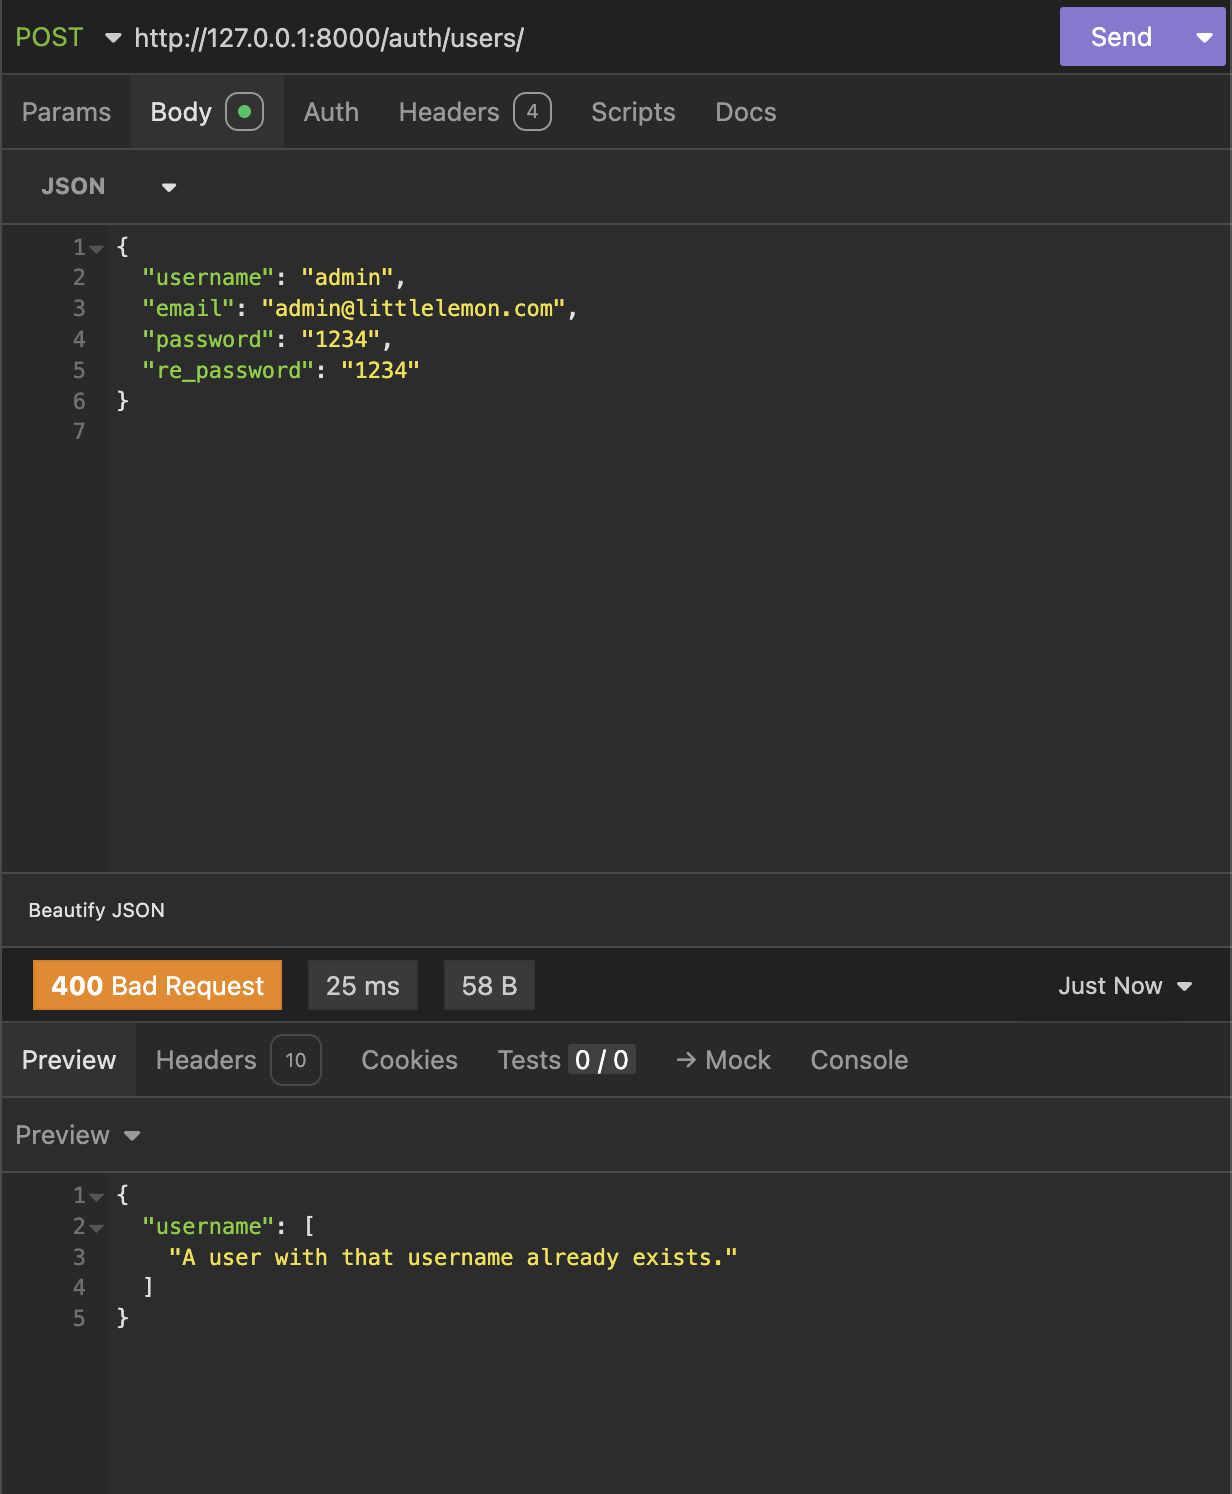 POST http://127.0.0.1:8000/auth/users/ Send
Params Body Auth Headers 4 Scripts Docs
JSON
1 {
2 "username": "admin",
3 "email": "admin@littlelemon.com",
4 "password": "1234",
5 "re_password": "1234"
6 }
7
Beautify JSON
400 Bad Request 25 ms 58 B Just Now
Preview Headers 10 Cookies Tests 0 / 0 → Mock Console
Preview
1 {
2 "username": [
3 "A user with that username already exists."
4 ]
5 }